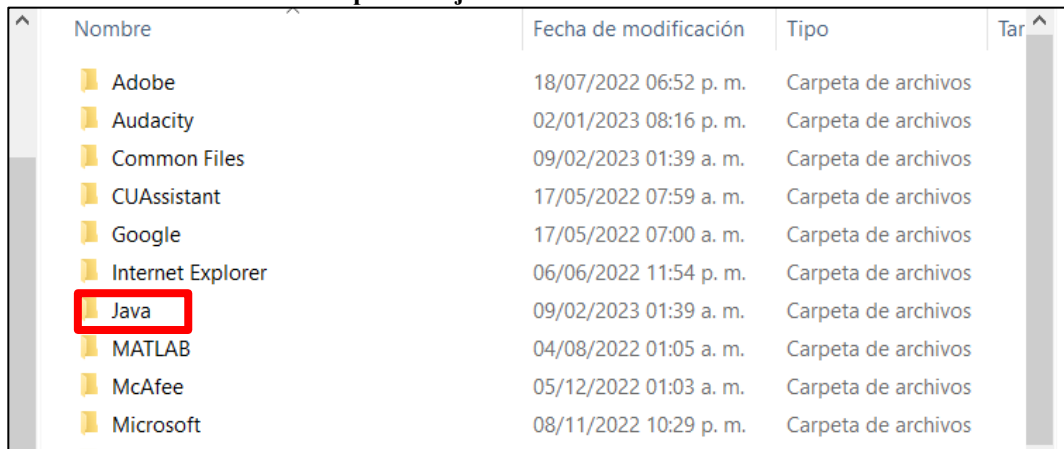 Nombre Fecha de modificación Tipo Tar
Adobe 18/07/2022 06:52 p. m. Carpeta de archivos
Audacity 02/01/2023 08:16 p. m. Carpeta de archivos
Common Files 09/02/2023 01:39 a. m. Carpeta de archivos
CUAssistant 17/05/2022 07:59 a. m. Carpeta de archivos
Google 17/05/2022 07:00 a. m. Carpeta de archivos
Internet Explorer 06/06/2022 11:54 p. m. Carpeta de archivos
Java 09/02/2023 01:39 a. m. Carpeta de archivos
MATLAB 04/08/2022 01:05 a. m. Carpeta de archivos
McAfee 05/12/2022 01:03 a. m. Carpeta de archivos
Microsoft 08/11/2022 10:29 p. m. Carpeta de archivos